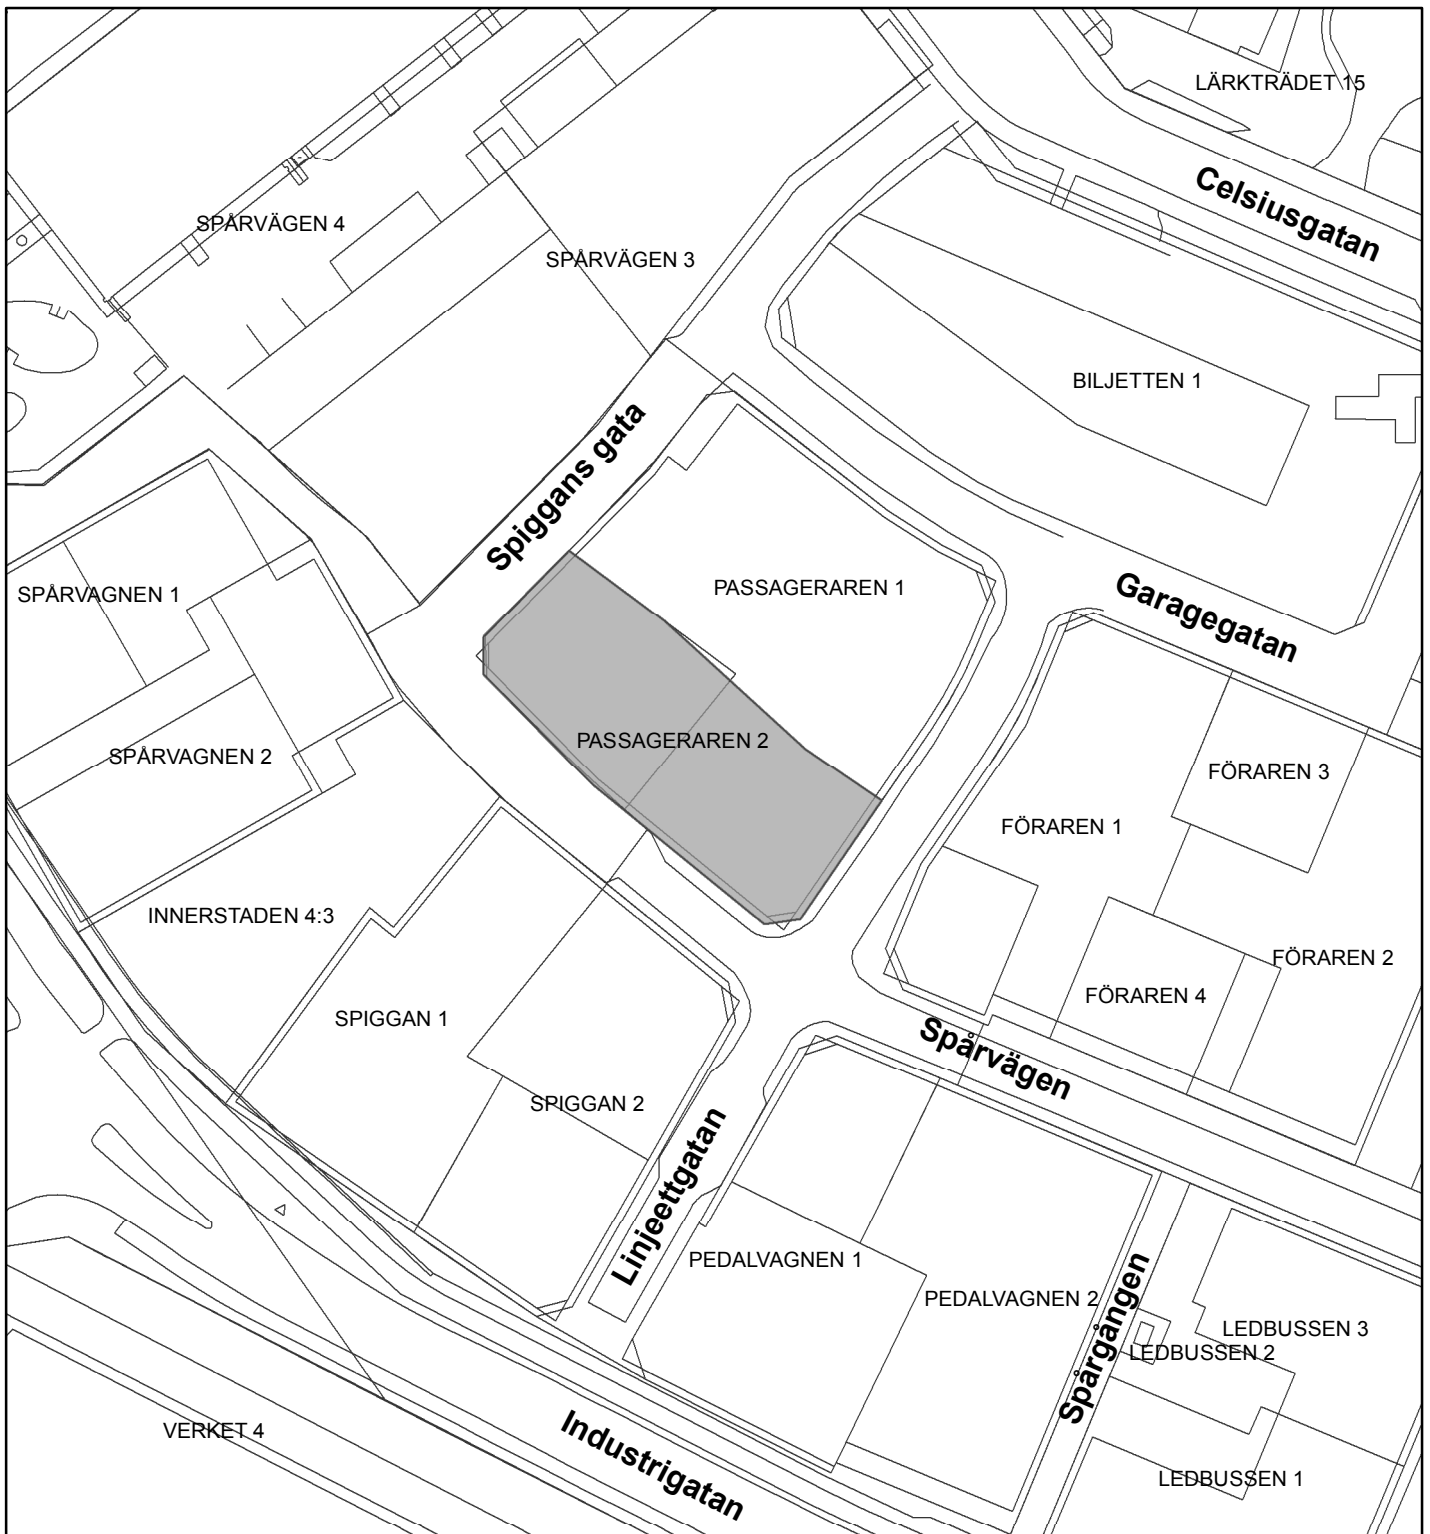 LÄRKTRÄDET 15
Celsiusgatan
SPÅRVÄGEN 4
SPÅRVÄGEN 3
BILJETTEN 1
Spiggans gata
SPÅRVAGNEN 1
PASSAGERAREN 1
Garagegatan
PASSAGERAREN 2
SPÅRVAGNEN 2
FÖRAREN 3
FÖRAREN 1
INNERSTADEN 4:3
FÖRAREN 2
FÖRAREN 4
SPIGGAN 1
Spårvägen
SPIGGAN 2
Linjeettgatan
PEDALVAGNEN 1
PEDALVAGNEN 2
Spårgången
LEDBUSSEN 3
LEDBUSSEN 2
VERKET 4
Industrigatan
LEDBUSSEN 1